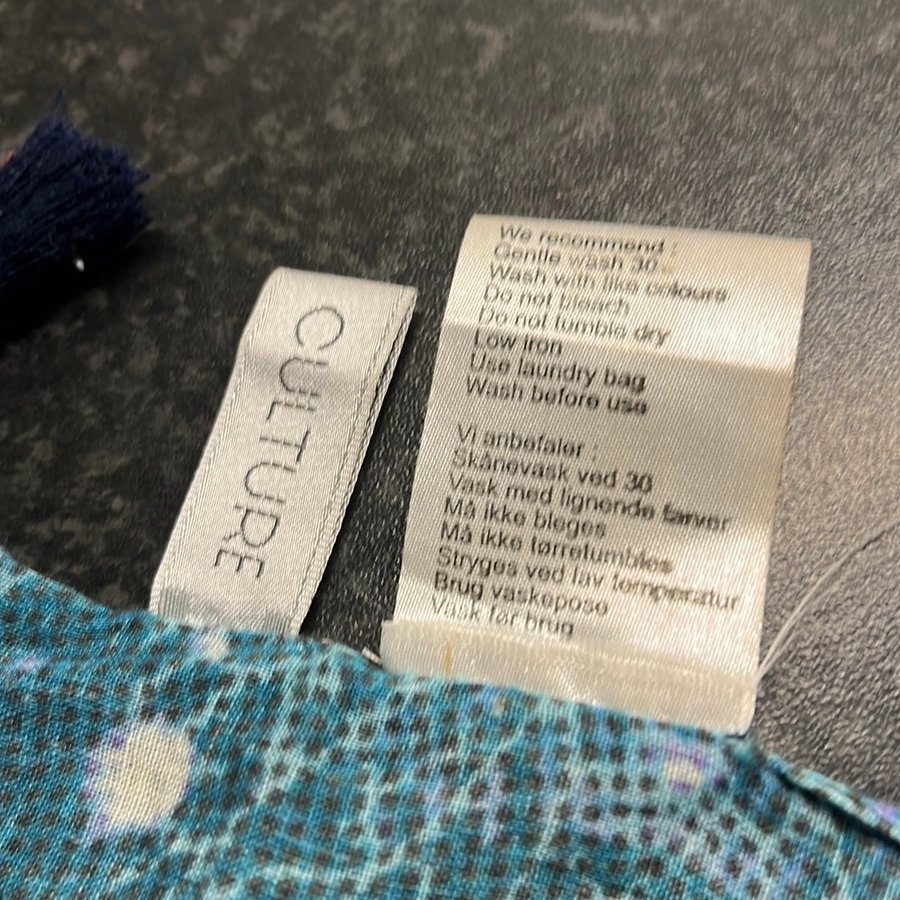 CULTURE
We recommend :
Gentle wash 30
Wash with like colours
Do not bleach
Do not tumble dry
Low iron
Use laundry bag
Wash before use
Vi anbefaler :
Skånevask ved 30
Vask med lignende farver
Må ikke bleges
Må ikke tørretumbles
Stryges ved lav temperatur
Brug vaskepose
Vask før brug